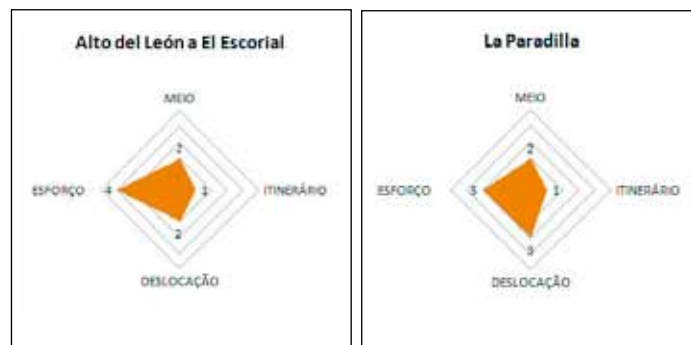 Alto del León a El Escorial
MEIO
2
ESFORÇO 4 1 ITINERÁRIO
2
DESLOCAÇÃO
La Paradilla
MEIO
2
ESFORÇO 3 1 ITINERÁRIO
3
DESLOCAÇÃO